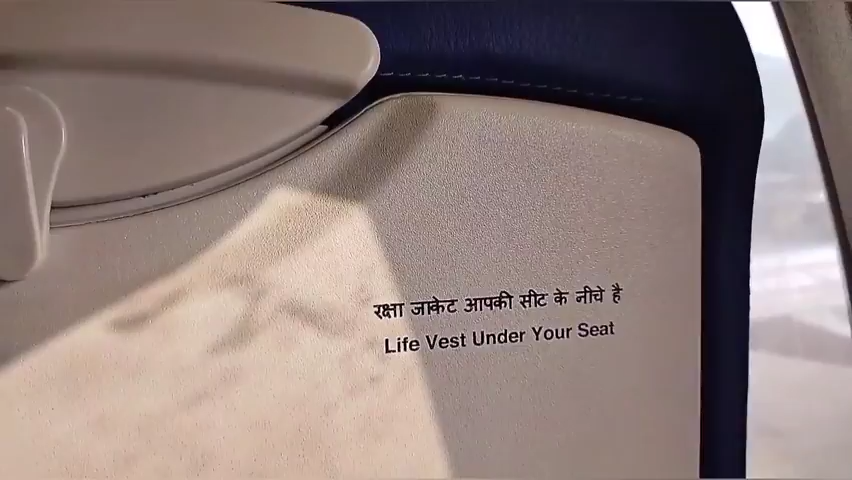 रक्षा जाकेट आपकी सीट के नीचे है
Life Vest Under Your Seat